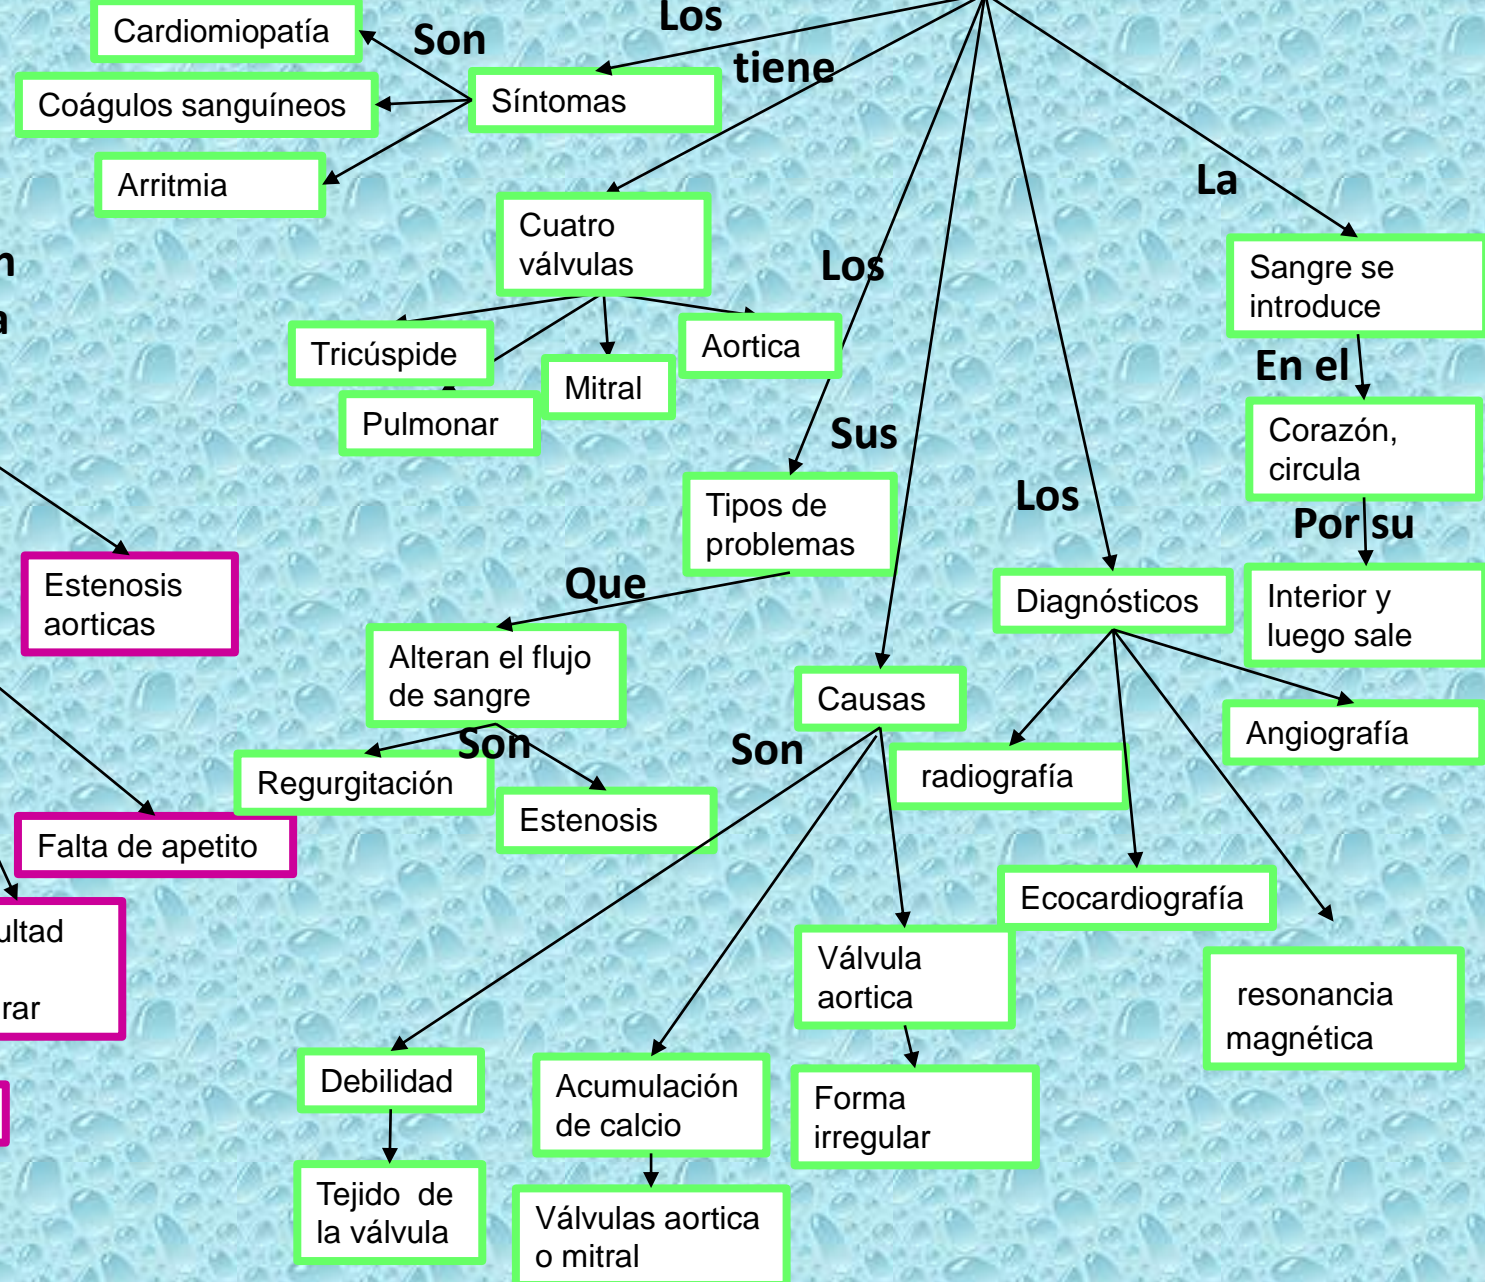 Los
Cardiomiopatía
Son
tiene
Síntomas
Coágulos sanguíneos
Arritmia
La
Cuatro
válvulas
Los
Sangre se
introduce
Tricúspide
Aortica
Mitral
Pulmonar
En el
Corazón,
circula
Sus
Tipos de
problemas
Los
Por su
Estenosis
aorticas
Que
Diagnósticos
Interior y
luego sale
Alteran el flujo
de sangre
Causas
Angiografía
Son
Son
Regurgitación
radiografía
Estenosis
Falta de apetito
Ecocardiografía
Válvula
aortica
resonancia
magnética
Debilidad
Acumulación
de calcio
Forma
irregular
Tejido de
la válvula
Válvulas aortica
o mitral